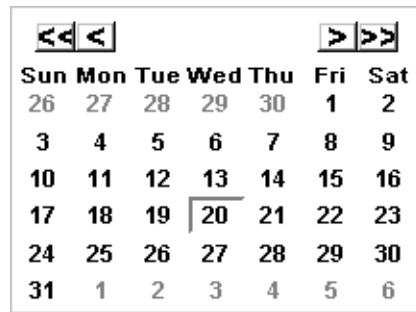 << < > >>
Sun Mon Tue Wed Thu Fri Sat
26 27 28 29 30 1 2
3 4 5 6 7 8 9
10 11 12 13 14 15 16
17 18 19 20 21 22 23
24 25 26 27 28 29 30
31 1 2 3 4 5 6